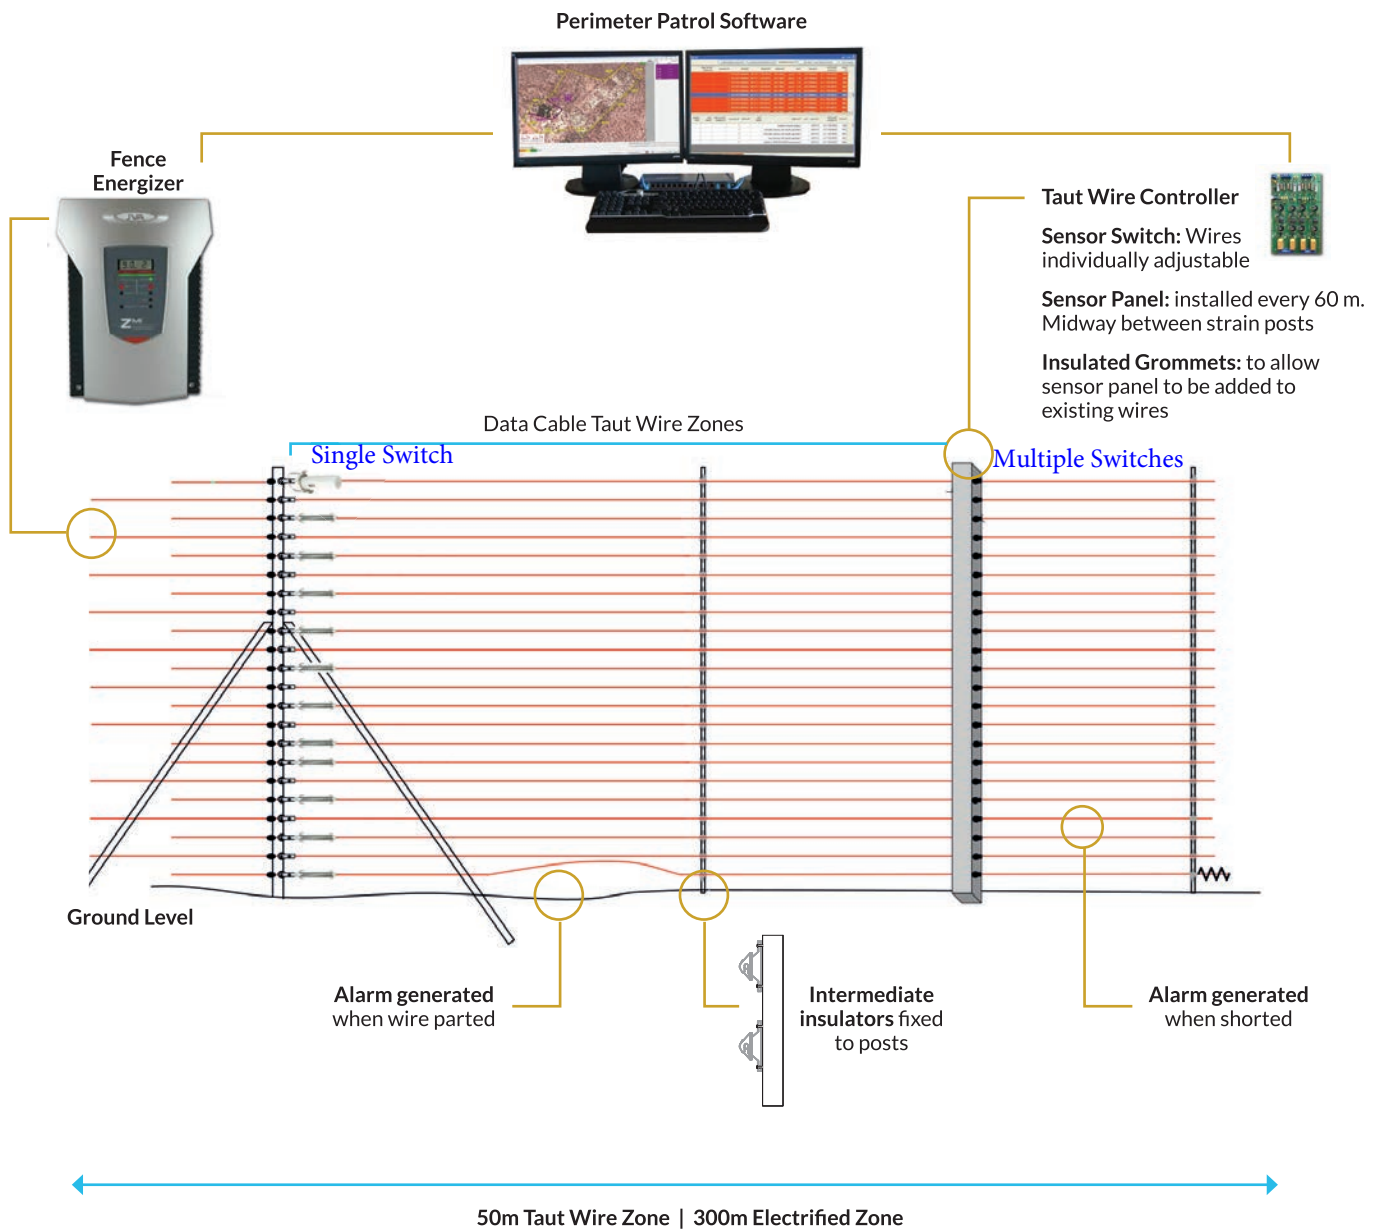 Perimeter Patrol Software
Fence
Energizer
JVA
Z
Taut Wire Controller
Sensor Switch: Wires
individually adjustable
Sensor Panel: installed every 60 m.
Midway between strain posts
Insulated Grommets: to allow
sensor panel to be added to
existing wires
Data Cable Taut Wire Zones
Single Switch
Multiple Switches
Ground Level
Alarm generated
when wire parted
Intermediate
insulators fixed
to posts
Alarm generated
when shorted
50m Taut Wire Zone | 300m Electrified Zone